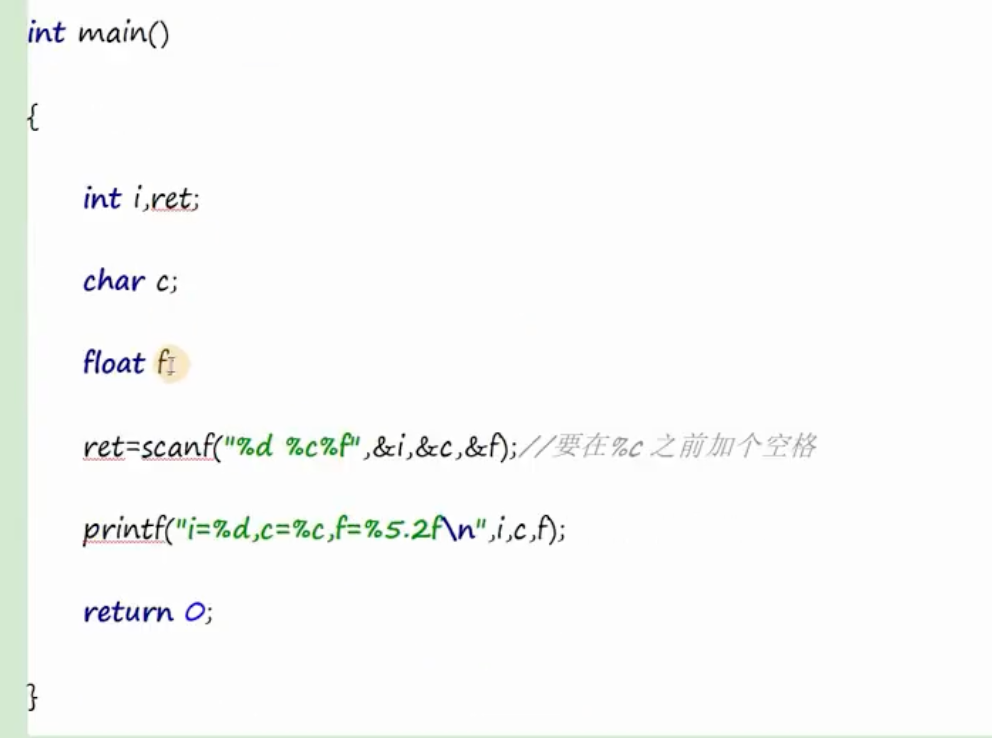 int main()
{
int i,ret;
char c;
float f;
ret=scanf("%d %c%f",&i,&c,&f);//要在%c 之前加个空格
printf("i=%d,c=%c,f=%5.2f\n",i,c,f);
return 0;
}